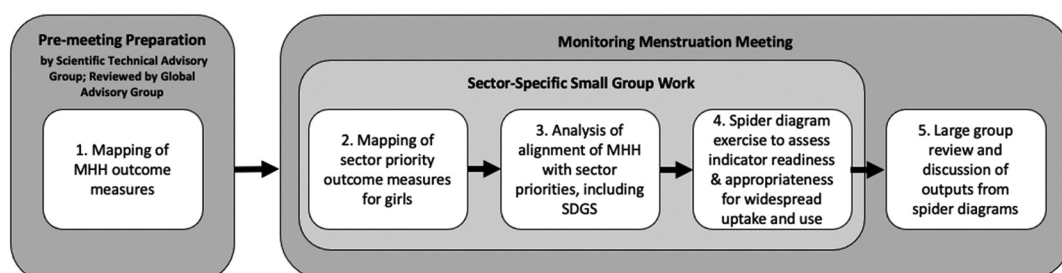 Pre-meeting Preparation
by Scientific Technical Advisory
Group; Reviewed by Global
Advisory Group
1. Mapping of
MHH outcome
measures
Monitoring Menstruation Meeting
Sector-Specific Small Group Work
2. Mapping of
sector priority
outcome measures
for girls
3. Analysis of
alignment of MHH
with sector
priorities, including
SDGS
4. Spider diagram
exercise to assess
indicator readiness
& appropriateness
for widespread
uptake and use
5. Large group
review and
discussion of
outputs from
spider diagrams